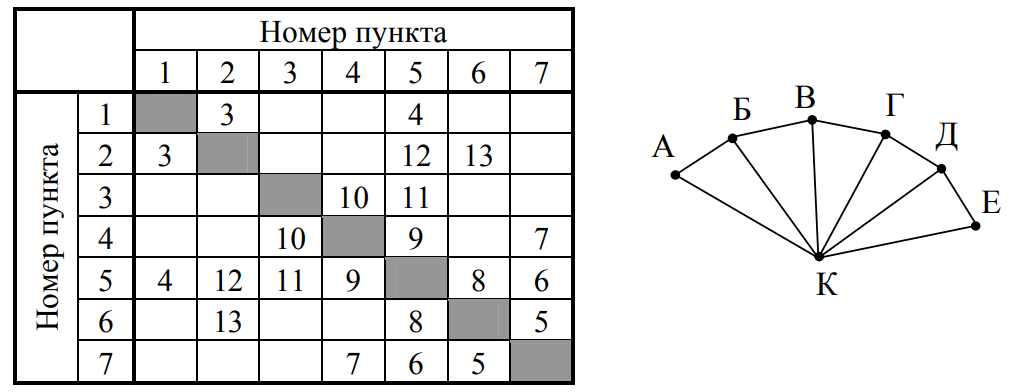 Номер пункта
1 2 3 4 5 6 7
Номер пункта
1 3 4
2 3 12 13
3 10 11
4 10 9 7
5 4 12 11 9 8 6
6 13 8 5
7 7 6 5
А Б В Г Д Е К